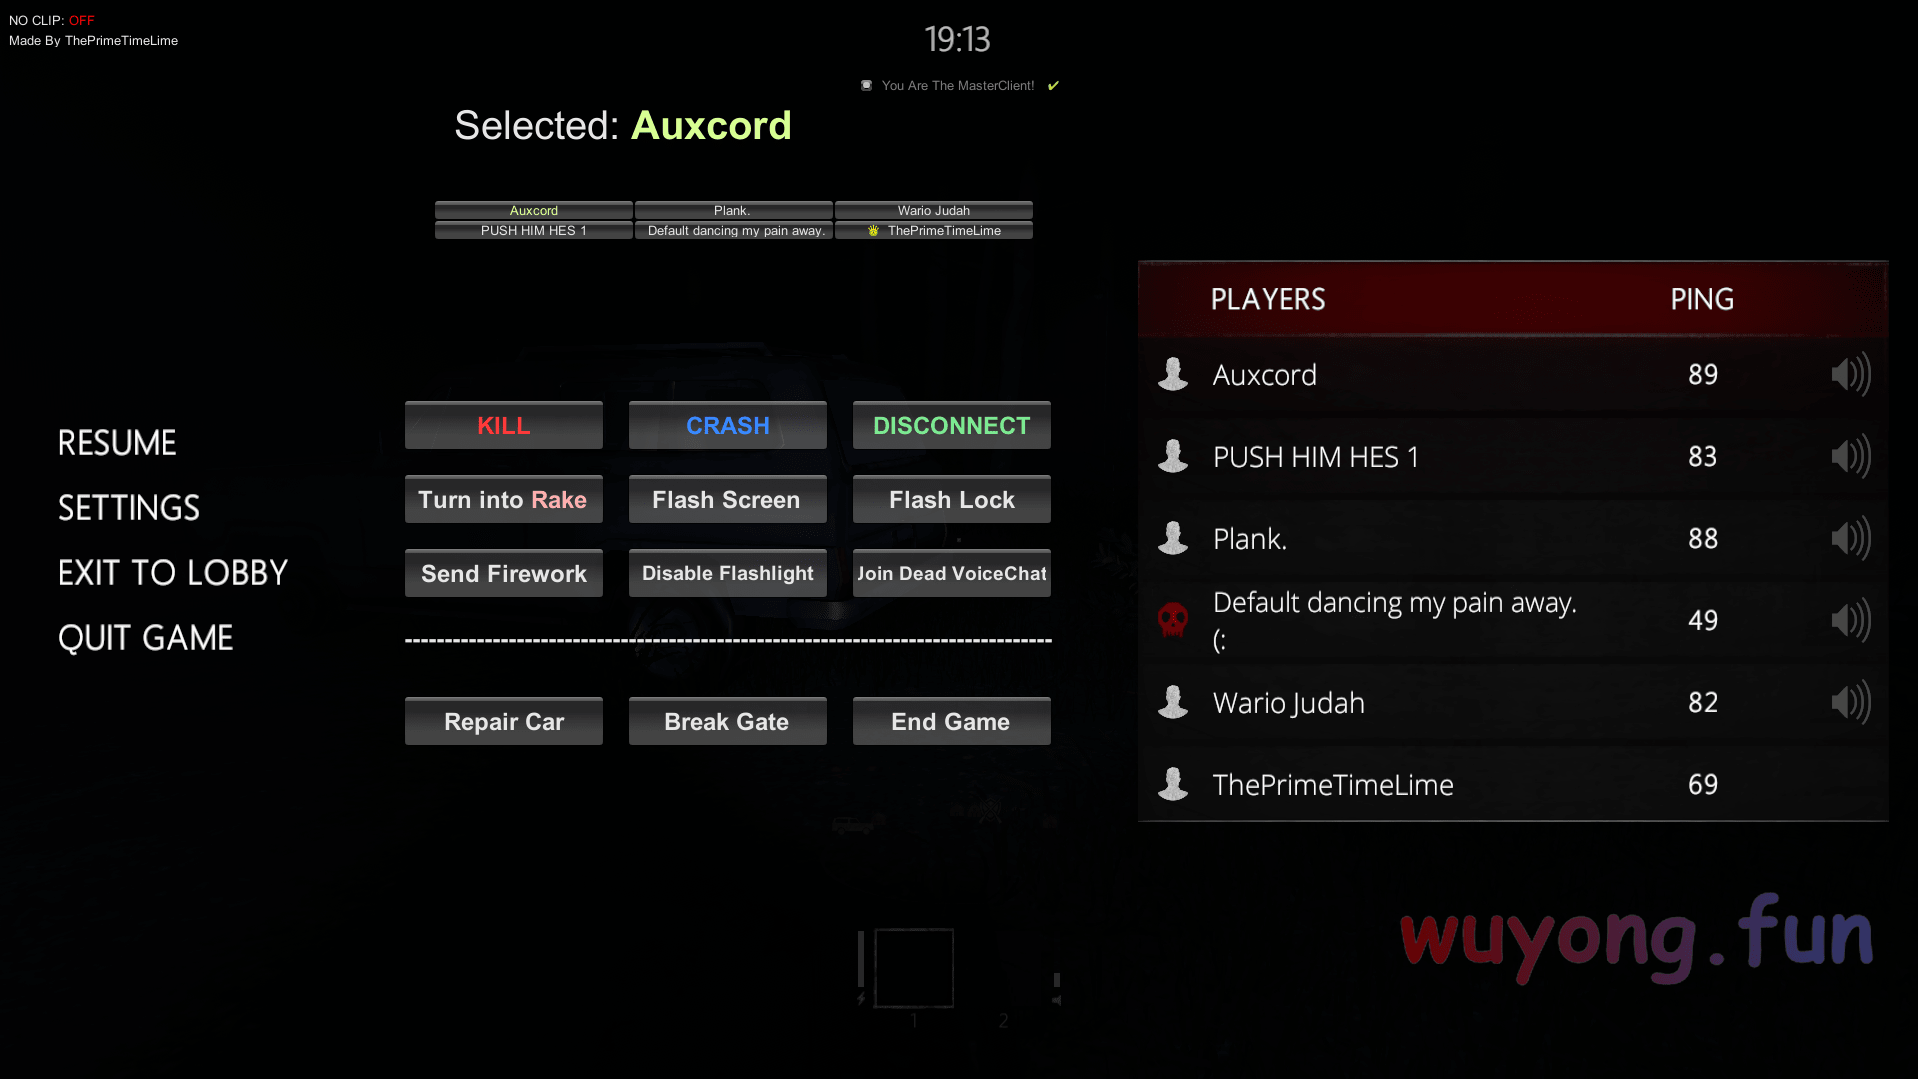 NO CLIP: OFF
Made By ThePrimeTimeLime
19:13
You Are The MasterClient! ✔
Selected: Auxcord
Auxcord
Plank.
Wario Judah
PUSH HIM HES 1
Default dancing my pain away.
ThePrimeTimeLime
RESUME
SETTINGS
EXIT TO LOBBY
QUIT GAME
KILL
CRASH
DISCONNECT
Turn into Rake
Flash Screen
Flash Lock
Send Firework
Disable Flashlight
Join Dead VoiceChat
--------------------------------------------------------------------------------
Repair Car
Break Gate
End Game
PLAYERS PING
Auxcord 89
PUSH HIM HES 1 83
Plank. 88
Default dancing my pain away.
(: 49
Wario Judah 82
ThePrimeTimeLime 69
1
2
wuyong.fun